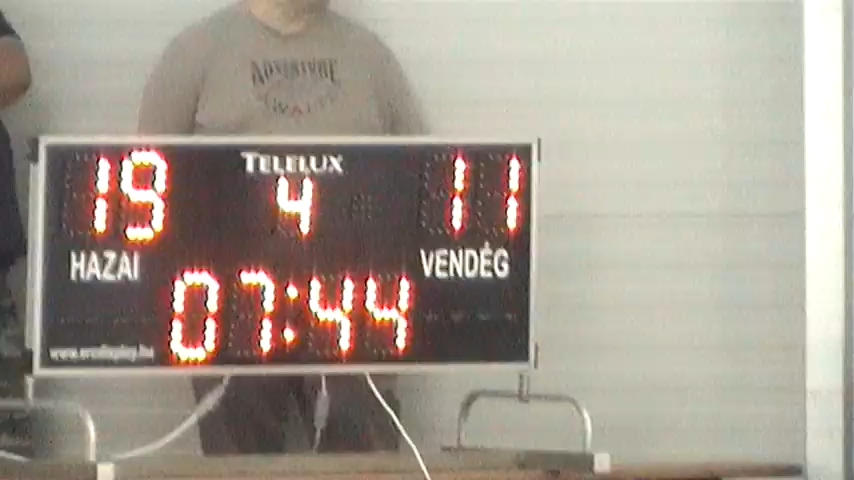 ADVENTURE
TELELUX
19 4 11
HAZAI VENDÉG
07:44